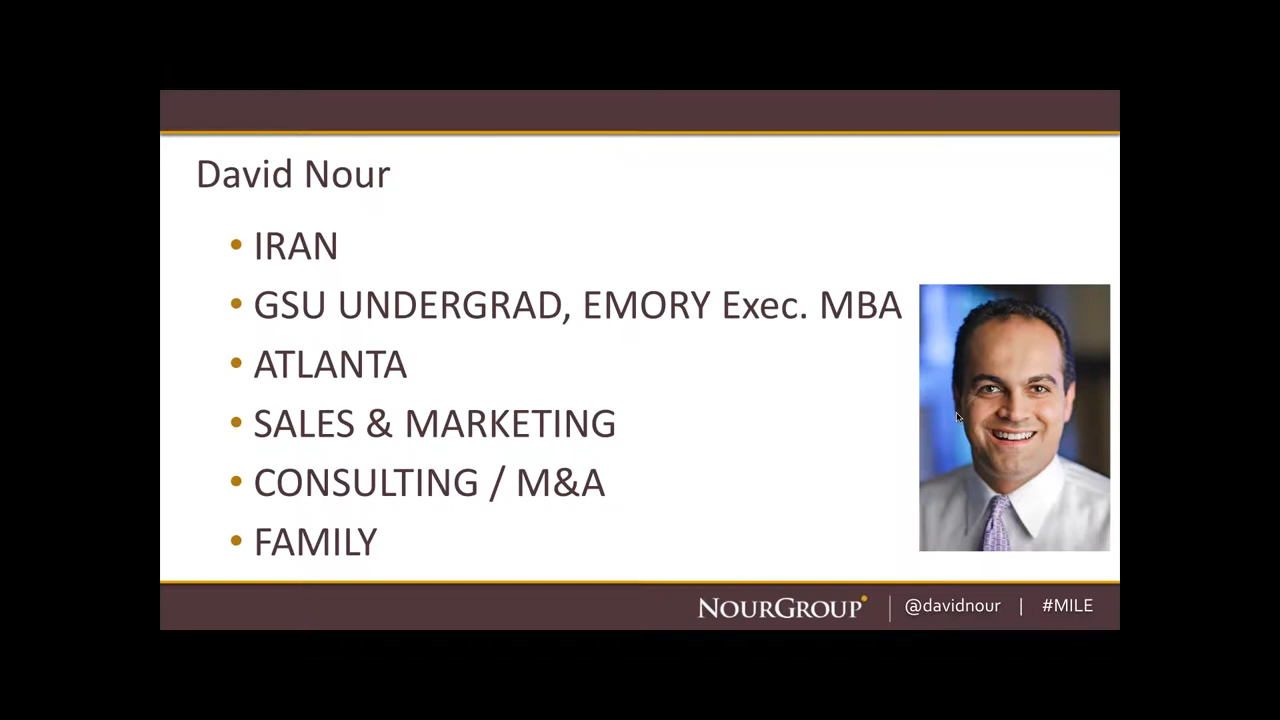 David Nour
• IRAN
• GSU UNDERGRAD, EMORY Exec. MBA
• ATLANTA
• SALES & MARKETING
• CONSULTING / M&A
• FAMILY
NOURGROUP | @davidnour | #MILE